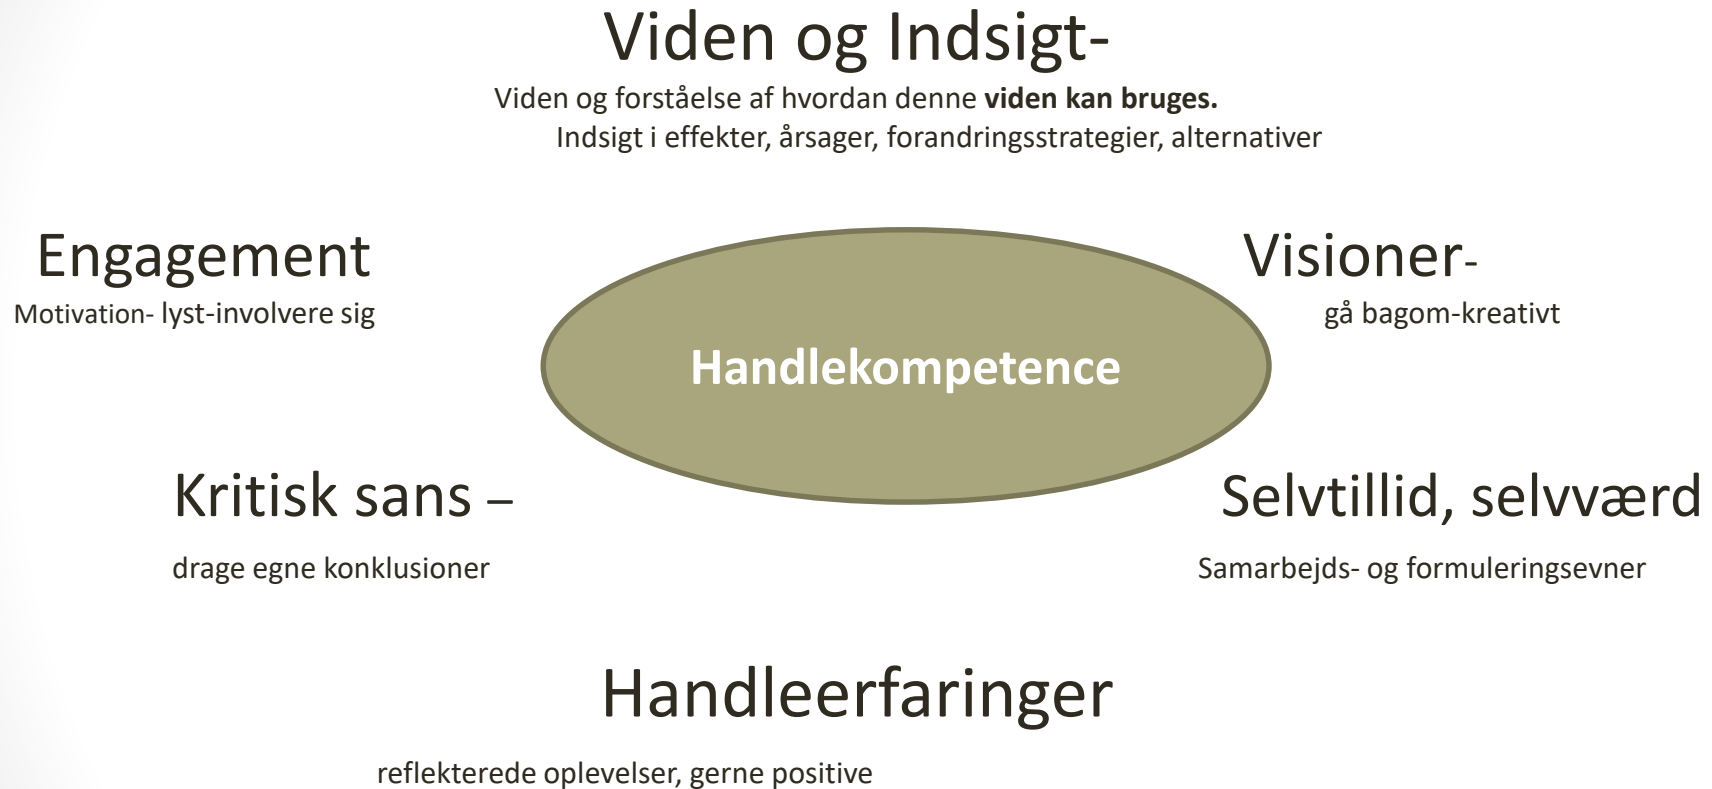 Viden og Indsigt-
Viden og forståelse af hvordan denne viden kan bruges.
Indsigt i effekter, årsager, forandringsstrategier, alternativer
Engagement
Motivation- lyst-involvere sig
Visioner-
gå bagom-kreativt
Handlekompetence
Kritisk sans –
drage egne konklusioner
Selvtillid, selvværd
Samarbejds- og formuleringsevner
Handleerfaringer
reflekterede oplevelser, gerne positive